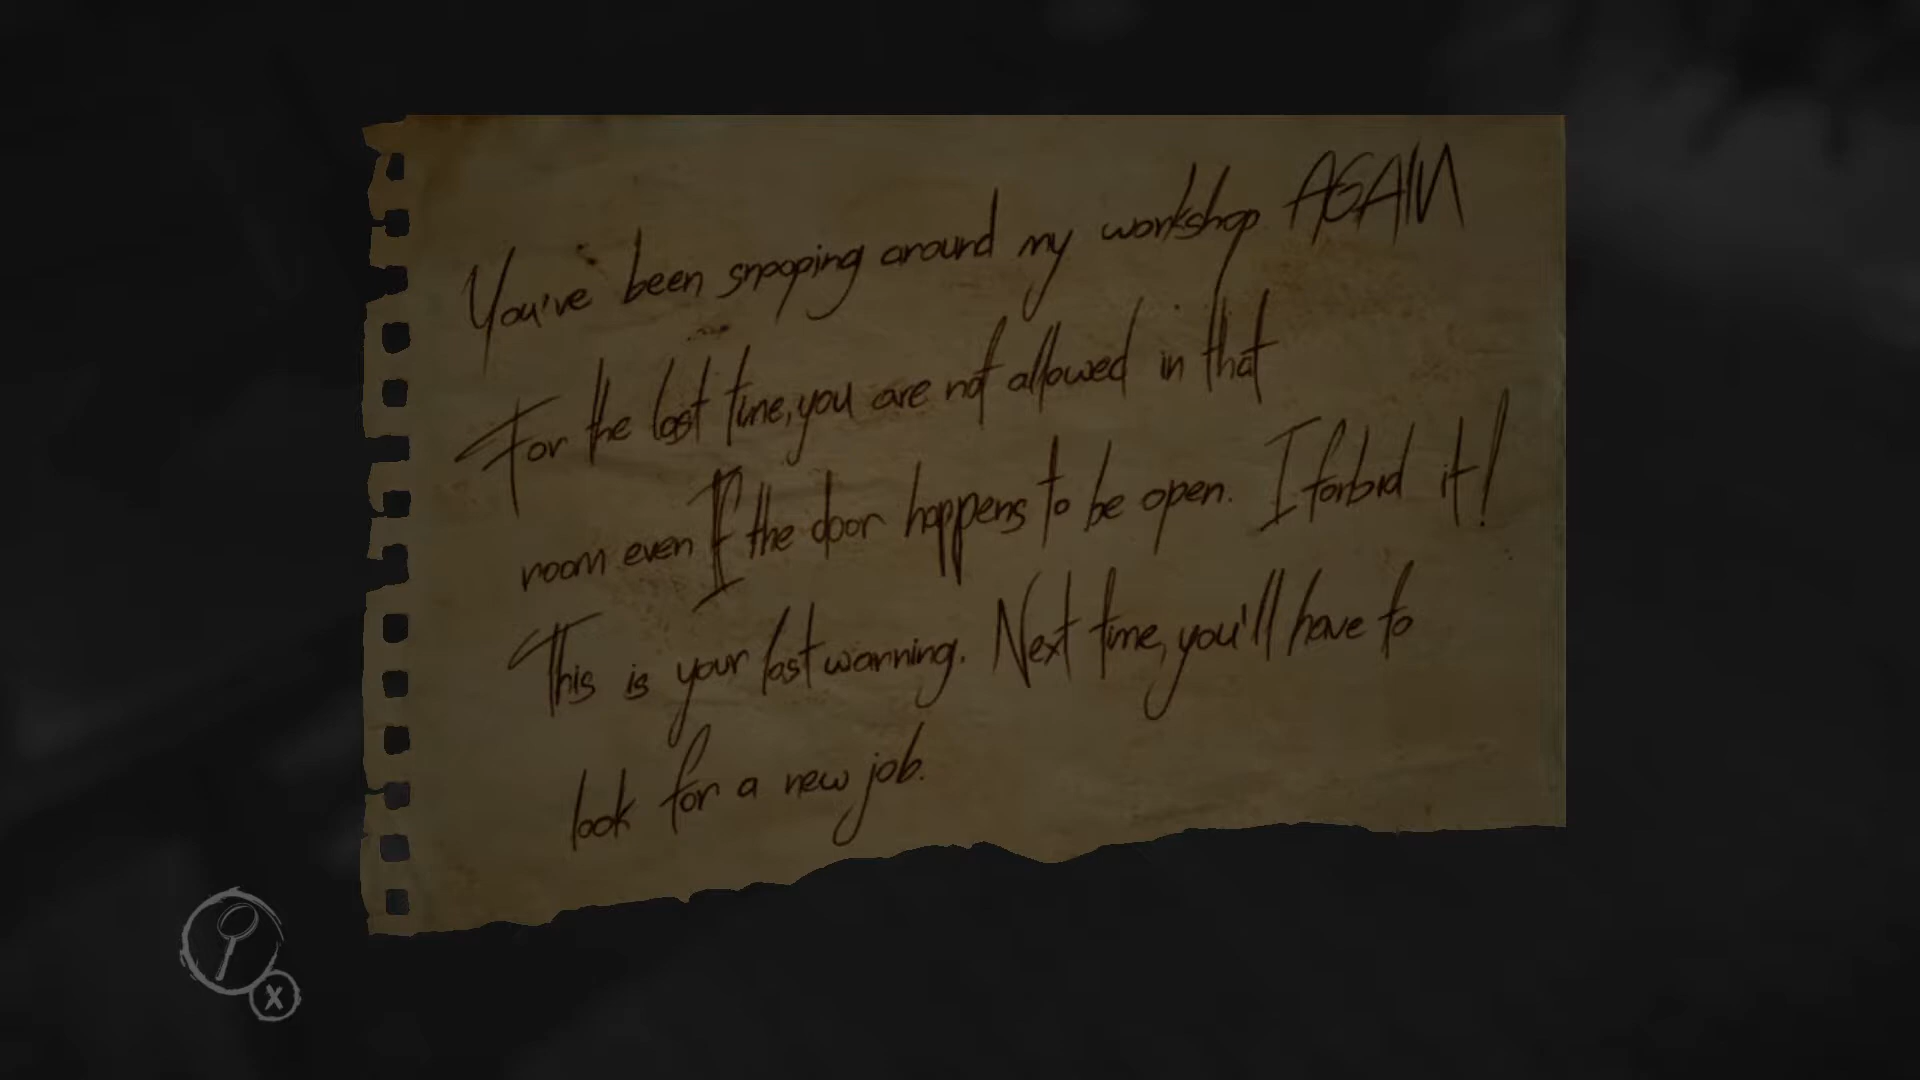 You've been snooping around my workshop AGAIN
For the last time, you are not allowed in that
room even If the door happens to be open. I forbid it!
This is your last warning. Next time, you'll have to
look for a new job.
X